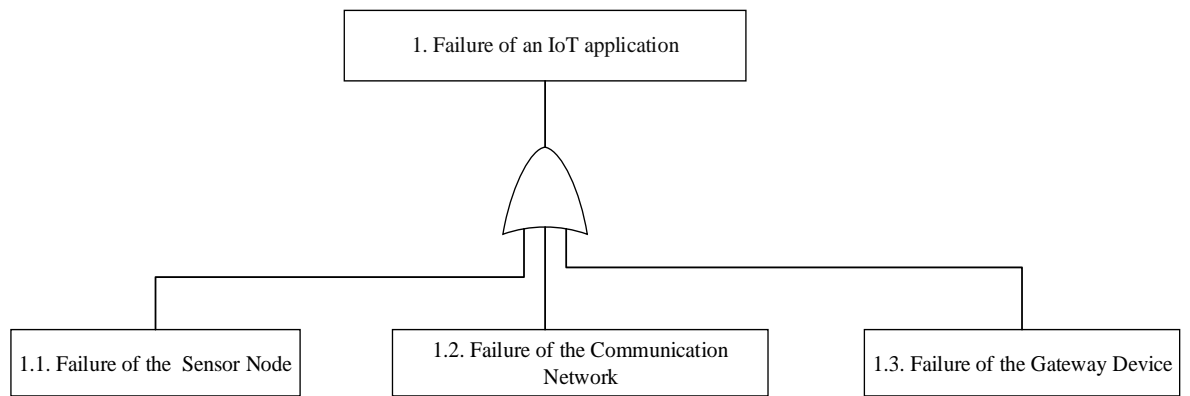 1. Failure of an IoT application
1.1. Failure of the  Sensor Node
1.2. Failure of the Communication
Network
1.3. Failure of the Gateway Device